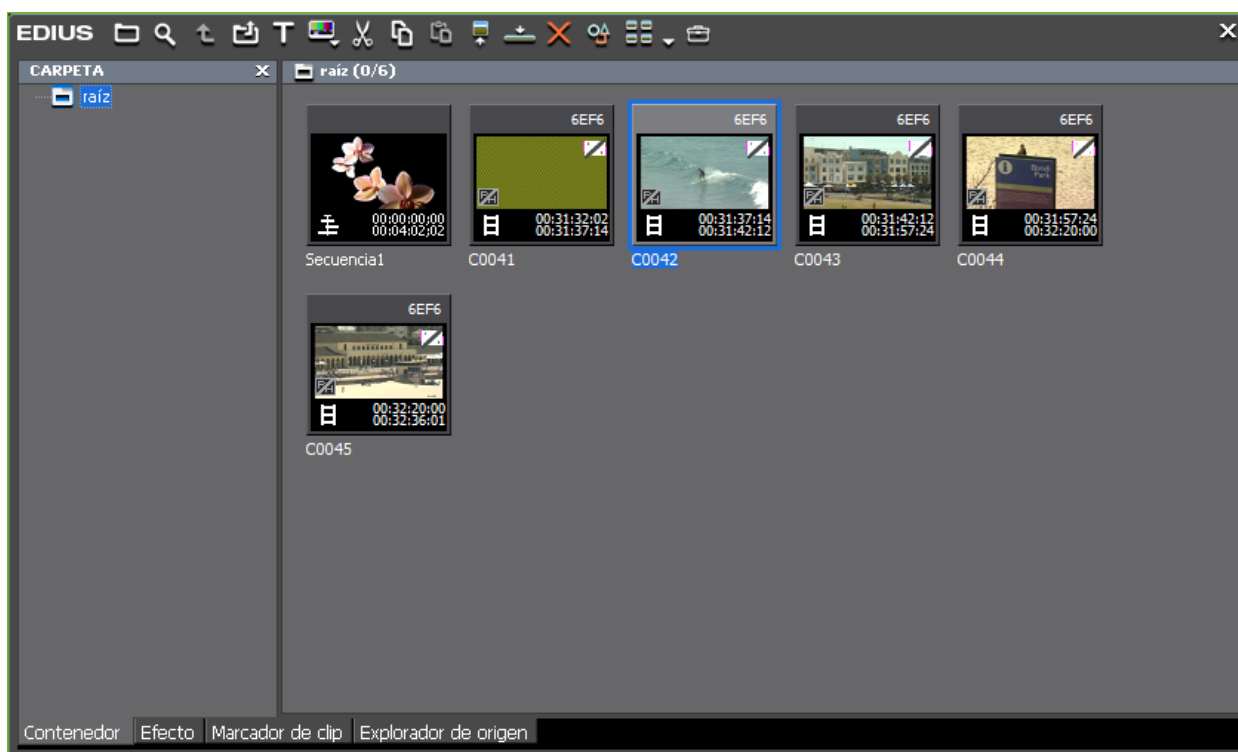 EDIUS
CARPETA
raíz (0/6)
raíz
00:00:00;00
00:04:02;02
Secuencia1
6EF6
00:31:32:02
00:31:37:14
C0041
6EF6
00:31:37:14
00:31:42:12
C0042
6EF6
00:31:42:12
00:31:57:24
C0043
6EF6
Bondi
Park
00:31:57:24
00:32:20:00
C0044
6EF6
00:32:20:00
00:32:36:01
C0045
Contenedor
Efecto
Marcador de clip
Explorador de origen